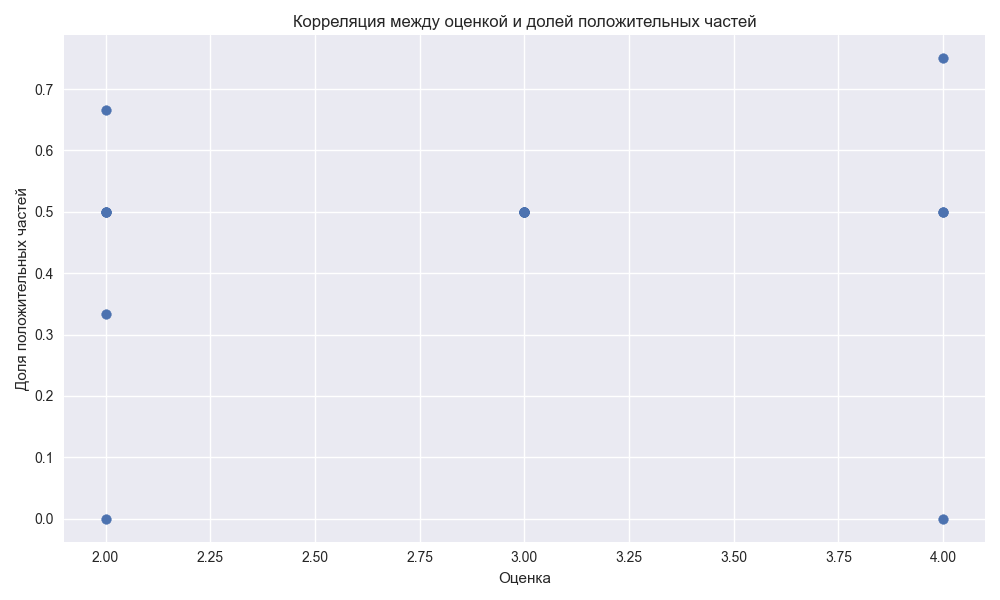 Корреляция между оценкой и долей положительных частей
Доля положительных частей
0.7
0.6
0.5
0.4
0.3
0.2
0.1
0.0
2.00 2.25 2.50 2.75 3.00 3.25 3.50 3.75 4.00
Оценка